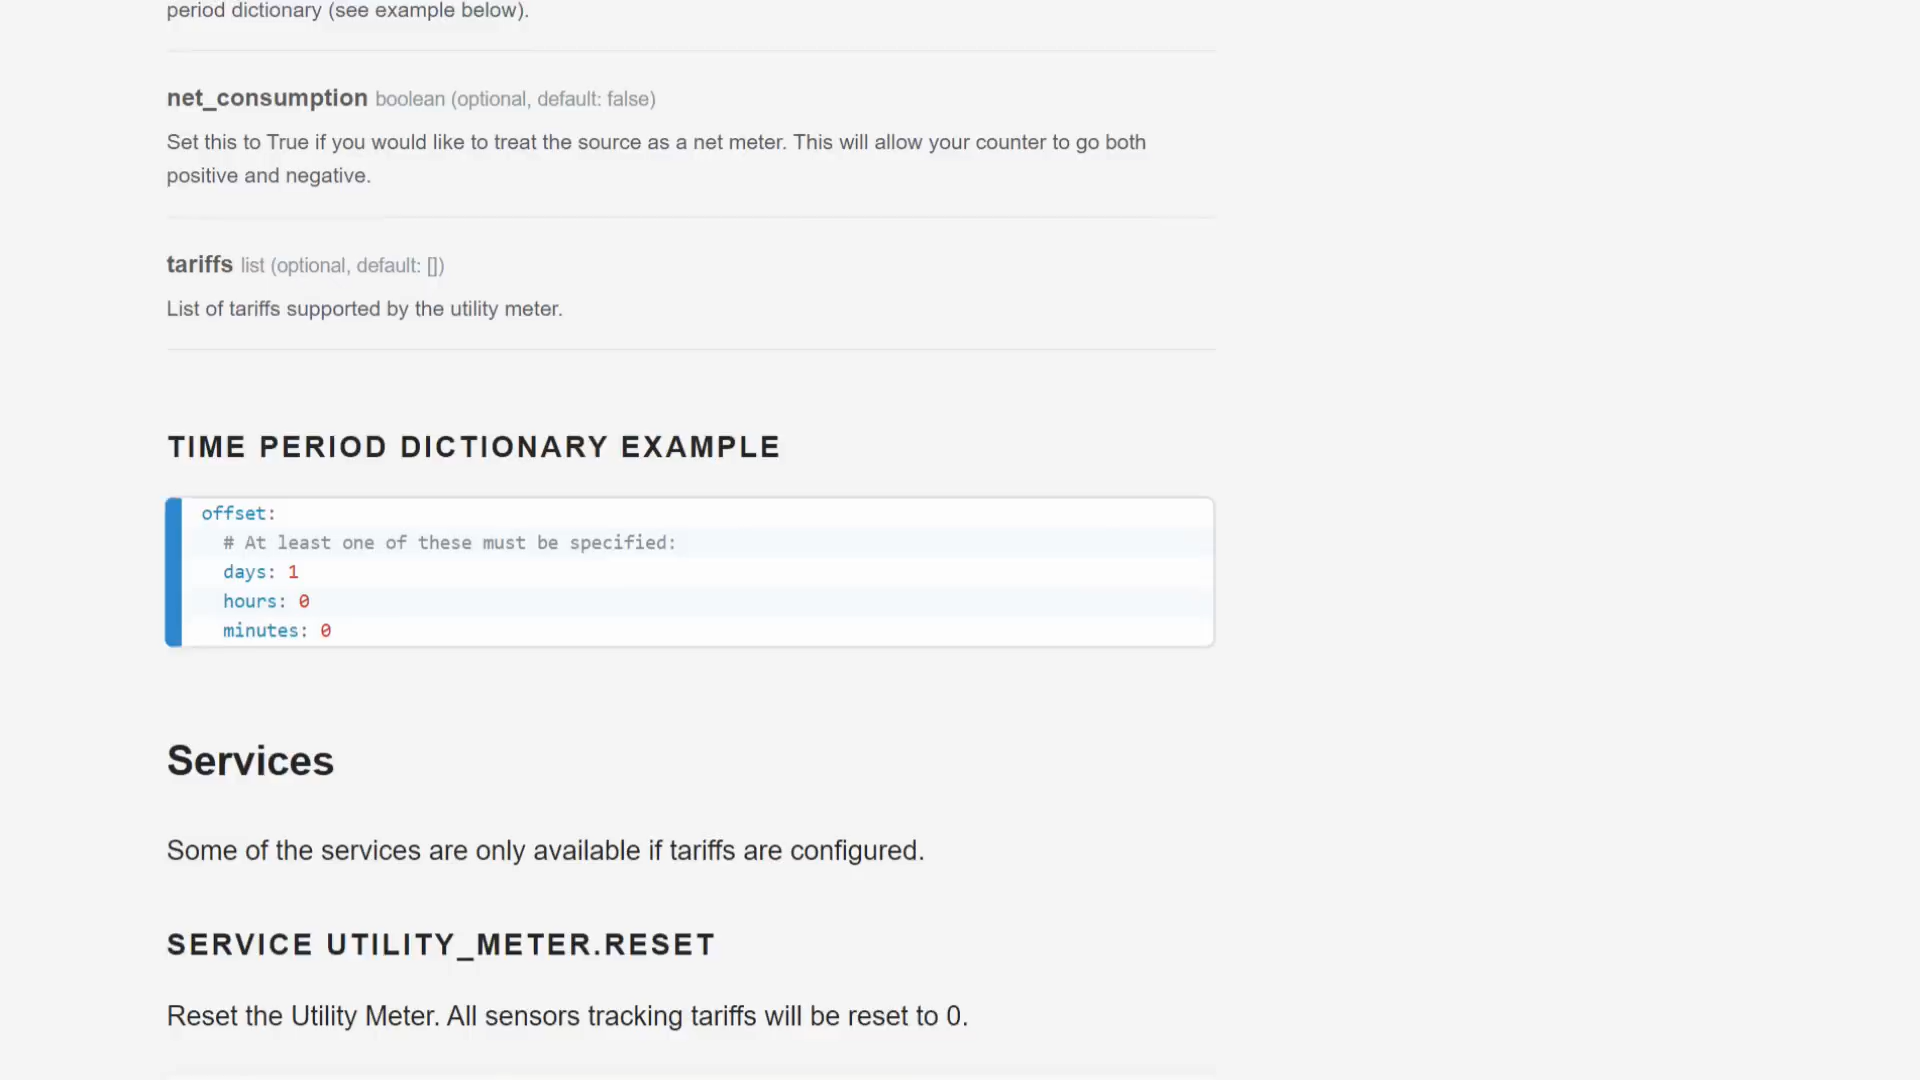 period dictionary (see example below).
net_consumption boolean (optional, default: false)
Set this to True if you would like to treat the source as a net meter. This will allow your counter to go both
positive and negative.
tariffs list (optional, default: [])
List of tariffs supported by the utility meter.
TIME PERIOD DICTIONARY EXAMPLE
offset:
# At least one of these must be specified:
days: 1
hours: 0
minutes: 0
Services
Some of the services are only available if tariffs are configured.
SERVICE UTILITY_METER.RESET
Reset the Utility Meter. All sensors tracking tariffs will be reset to 0.